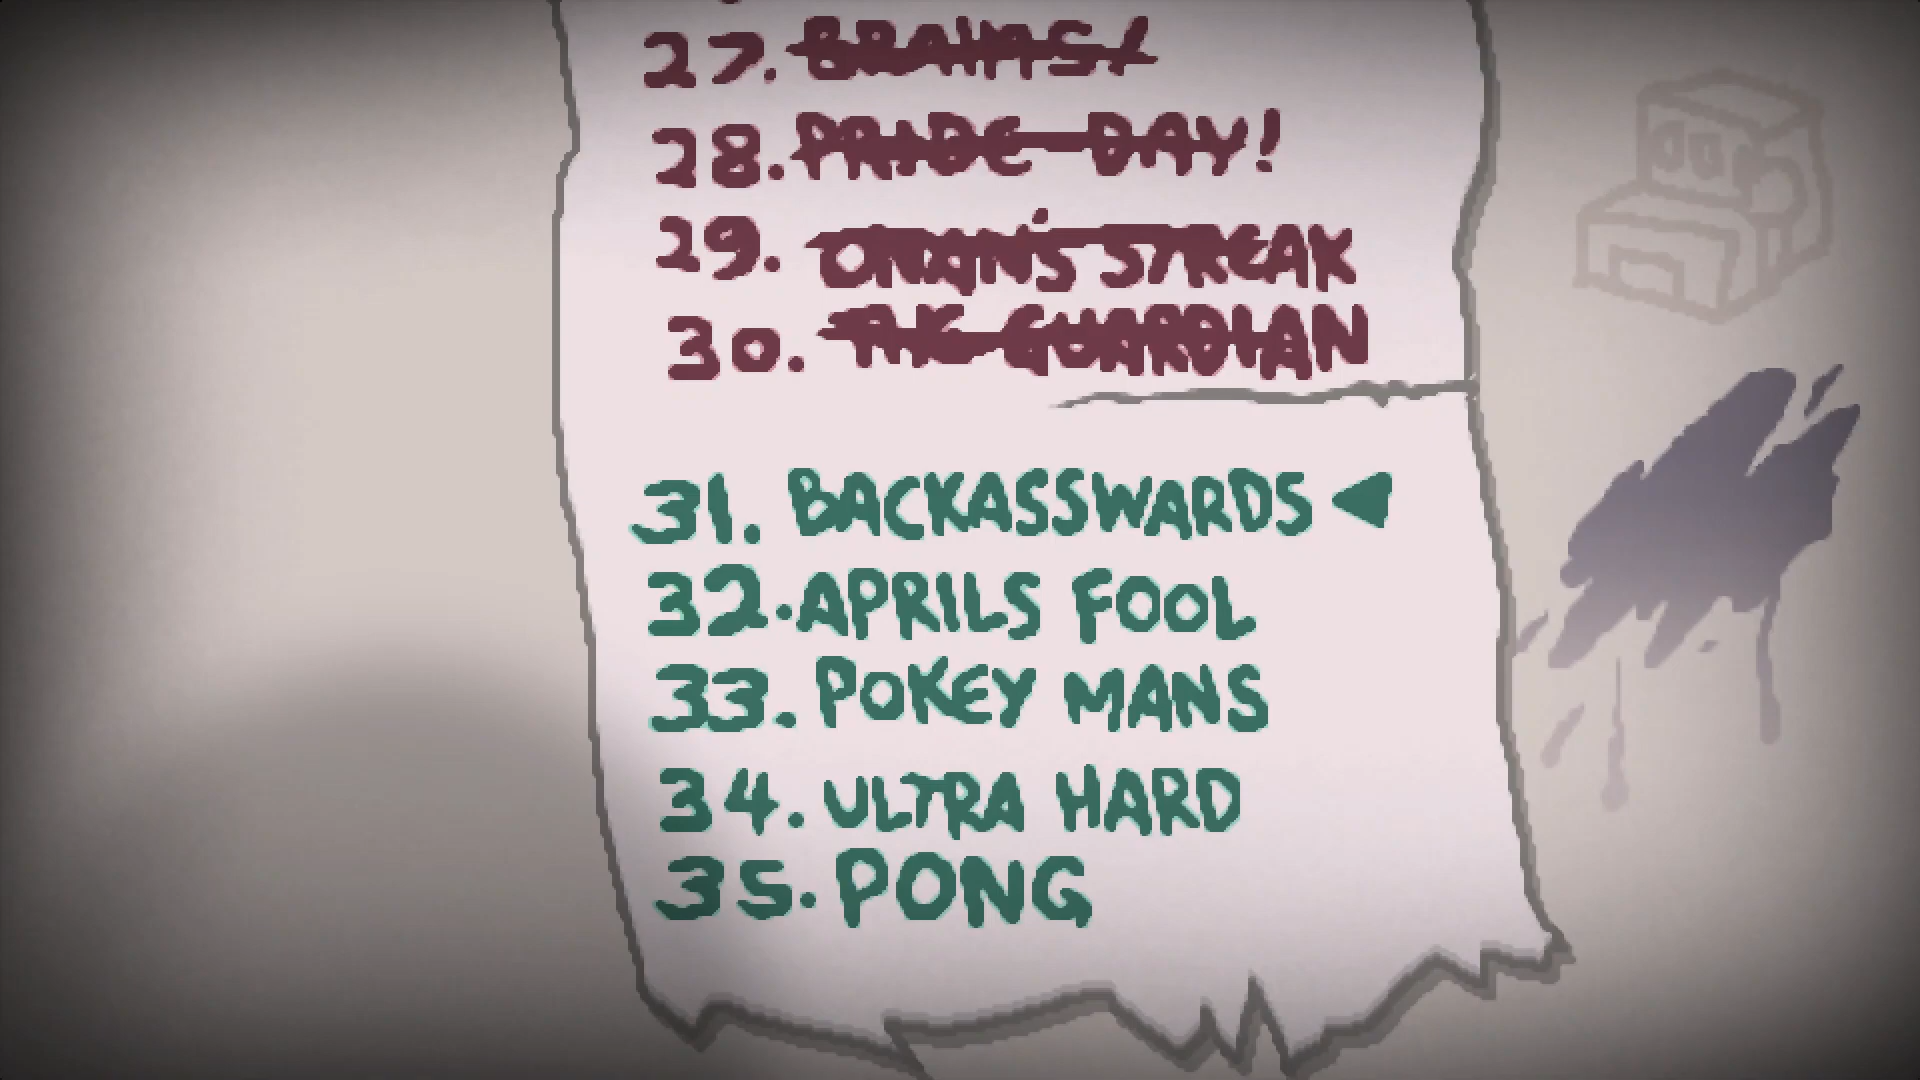 27. BRAINS!
28. PRIDE DAY!
29. ONAN'S STREAK
30. THE GUARDIAN
31. BACKASSWARDS ◀
32. APRILS FOOL
33. POKEY MANS
34. ULTRA HARD
35. PONG